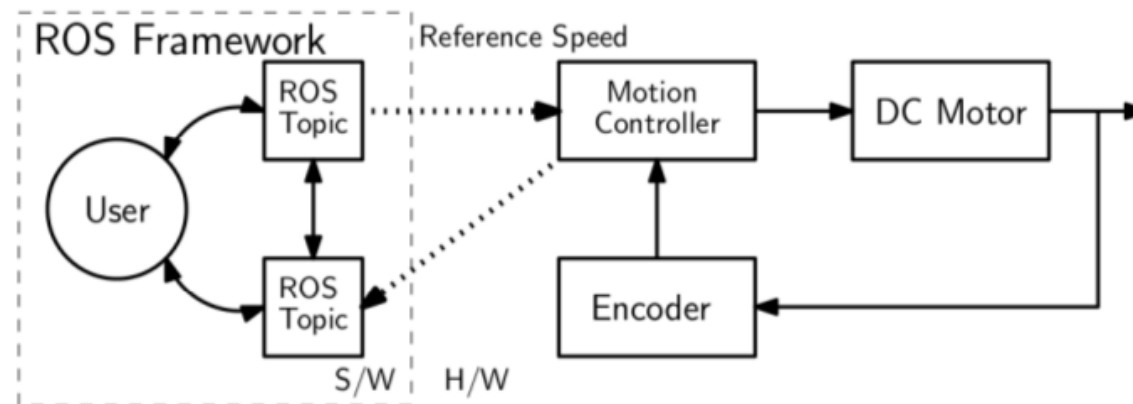 ROS Framework
Reference Speed
ROS
Topic
Motion
Controller
DC Motor
User
ROS
Topic
Encoder
S/W
H/W